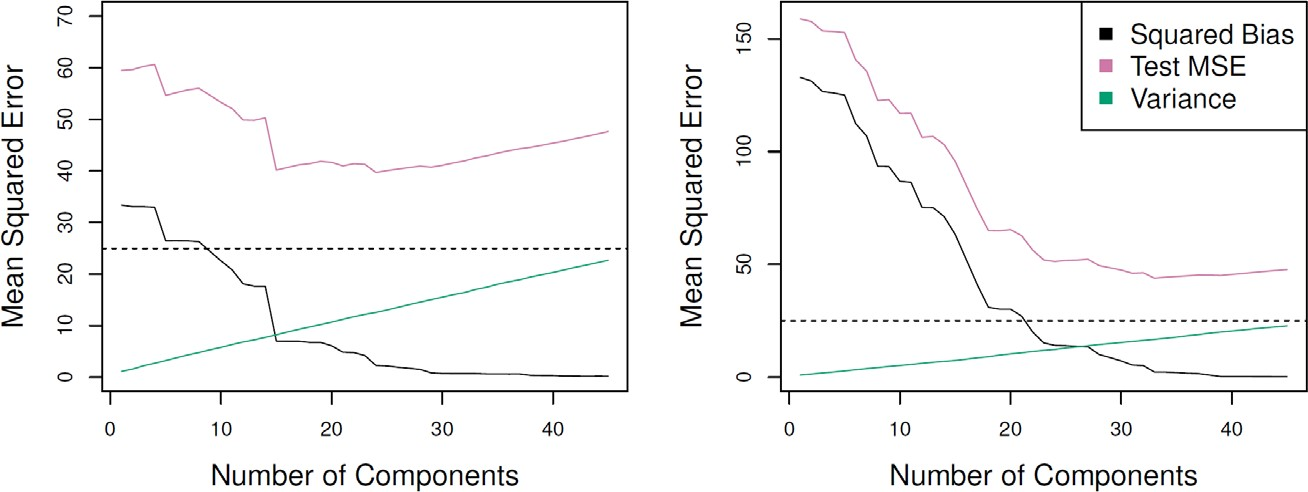 Mean Squared Error
70
60
50
40
30
20
10
0
0 10 20 30 40
Number of Components
Mean Squared Error
150
100
50
0
0 10 20 30 40
Number of Components
Squared Bias
Test MSE
Variance